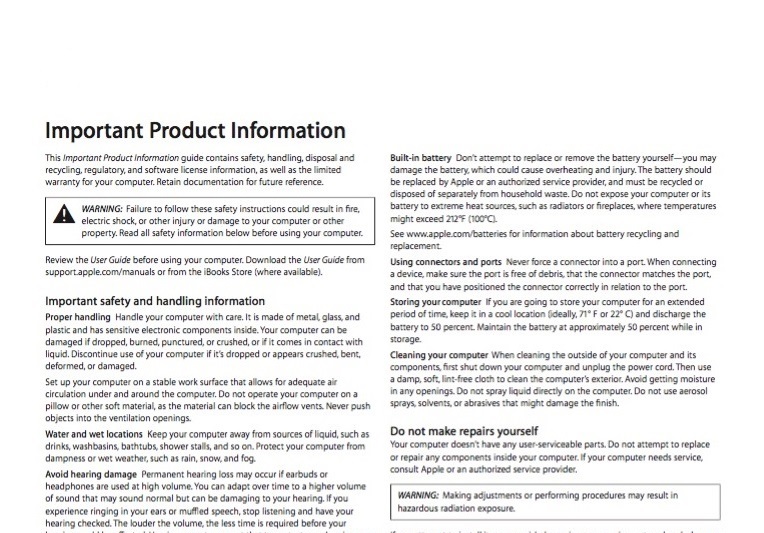 Important Product Information
This Important Product Information guide contains safety, handling, disposal and
recycling, regulatory, and software license information, as well as the limited
warranty for your computer. Retain documentation for future reference.
WARNING: Failure to follow these safety instructions could result in fire,
electric shock, or other injury or damage to your computer or other
property. Read all safety information below before using your computer.
Review the User Guide before using your computer. Download the User Guide from
support.apple.com/manuals or from the iBooks Store (where available).
Important safety and handling information
Proper handling Handle your computer with care. It is made of metal, glass, and
plastic and has sensitive electronic components inside. Your computer can be
damaged if dropped, burned, punctured, or crushed, or if it comes in contact with
liquid. Discontinue use of your computer if it's dropped or appears crushed, bent,
deformed, or damaged.
Set up your computer on a stable work surface that allows for adequate air
circulation under and around the computer. Do not operate your computer on a
pillow or other soft material, as the material can block the airflow vents. Never push
objects into the ventilation openings.
Water and wet locations Keep your computer away from sources of liquid, such as
drinks, washbasins, bathtubs, shower stalls, and so on. Protect your computer from
dampness or wet weather, such as rain, snow, and fog.
Avoid hearing damage Permanent hearing loss may occur if earbuds or
headphones are used at high volume. You can adapt over time to a higher volume
of sound that may sound normal but can be damaging to your hearing. If you
experience ringing in your ears or muffled speech, stop listening and have your
hearing checked. The louder the volume, the less time is required before your
Built-in battery Don't attempt to replace or remove the battery yourself—you may
damage the battery, which could cause overheating and injury. The battery should
be replaced by Apple or an authorized service provider, and must be recycled or
disposed of separately from household waste. Do not expose your computer or its
battery to extreme heat sources, such as radiators or fireplaces, where temperatures
might exceed 212°F (100°C).
See www.apple.com/batteries for information about battery recycling and
replacement.
Using connectors and ports Never force a connector into a port. When connecting
a device, make sure the port is free of debris, that the connector matches the port,
and that you have positioned the connector correctly in relation to the port.
Storing your computer If you are going to store your computer for an extended
period of time, keep it in a cool location (ideally, 71° F or 22° C) and discharge the
battery to 50 percent. Maintain the battery at approximately 50 percent while in
storage.
Cleaning your computer When cleaning the outside of your computer and its
components, first shut down your computer and unplug the power cord. Then use
a damp, soft, lint-free cloth to clean the computer's exterior. Avoid getting moisture
in any openings. Do not spray liquid directly on the computer. Do not use aerosol
sprays, solvents, or abrasives that might damage the finish.
Do not make repairs yourself
Your computer doesn't have any user-serviceable parts. Do not attempt to replace
or repair any components inside your computer. If your computer needs service,
consult Apple or an authorized service provider.
WARNING: Making adjustments or performing procedures may result in
hazardous radiation exposure.